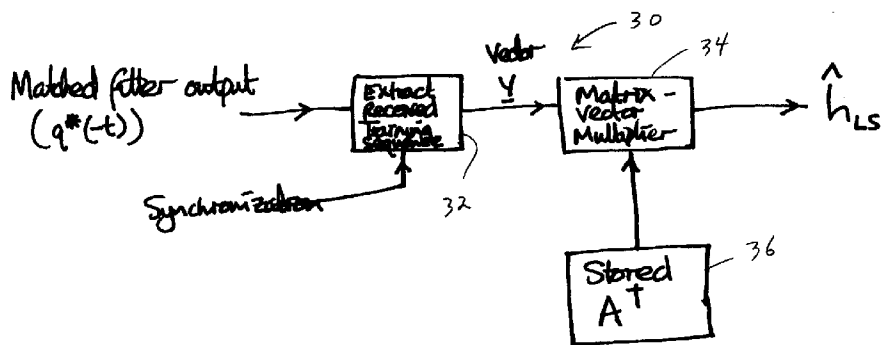 30
Vector
34
Matched filter output
(q*(-t))
Extract
Received
Training
Sequence
y
Matrix-
Vector
Multiplier
ĥLS
32
Synchronization
36
Stored
A†